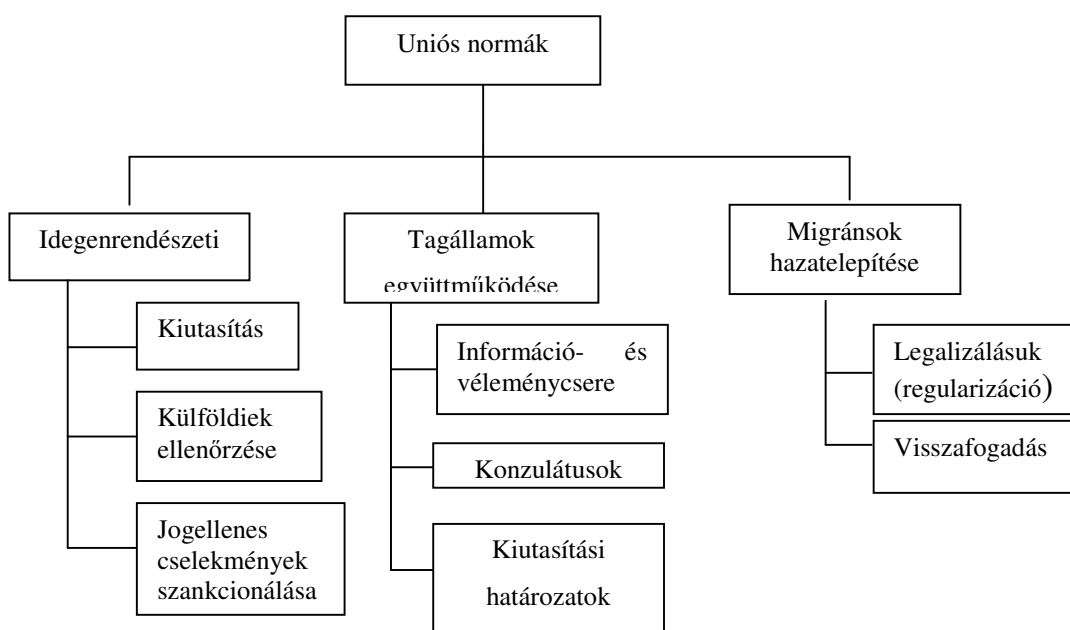 Uniós normák
Idegenrendészeti
Kiutasítás
Külföldiek
ellenőrzése
Jogellenes
cselekmények
szankcionálása
Tagállamok
együttműködése
Információ- és
véleménycsere
Konzulátusok
Kiutasítási
határozatok
Migránsok
hazatelepítése
Legalizálásuk
(regularizáció)
Visszafogadás